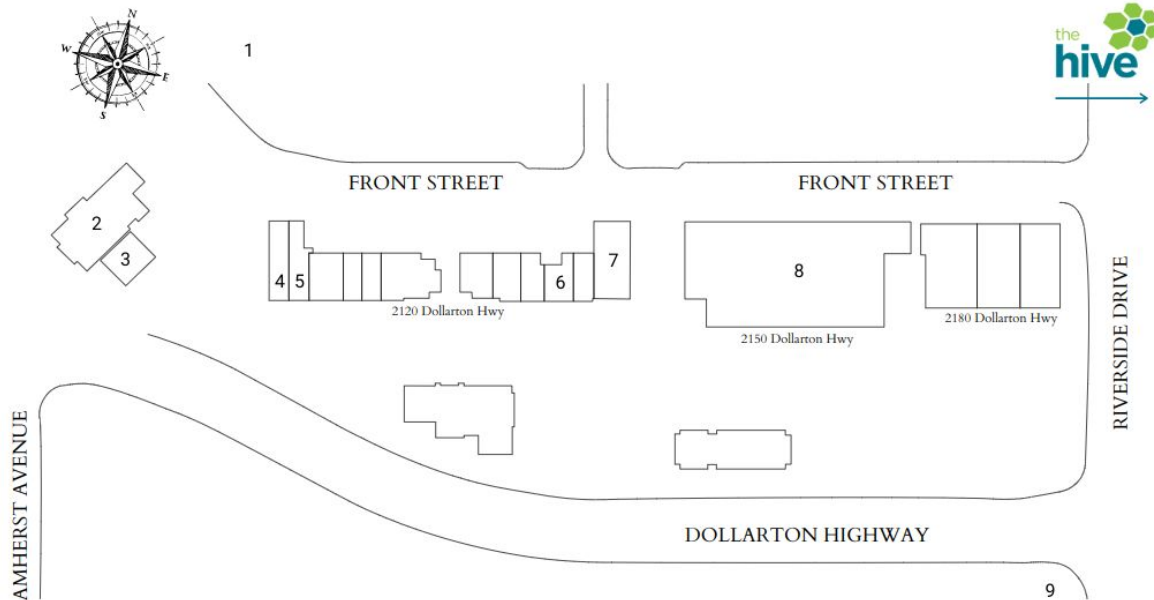 N
W
E
S
1
the
hive
FRONT STREET
FRONT STREET
2
3
4
5
6
7
8
2120 Dollarton Hwy
2150 Dollarton Hwy
2180 Dollarton Hwy
RIVERSIDE DRIVE
AMHERST AVENUE
DOLLARTON HIGHWAY
9